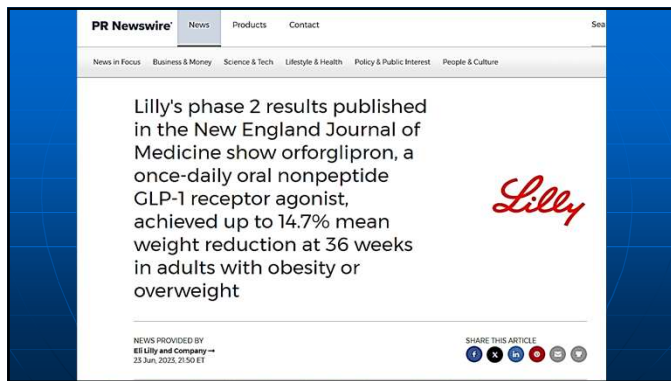 PR Newswire News Products Contact Sea
News in Focus Business & Money Science & Tech Lifestyle & Health Policy & Public Interest People & Culture
Lilly's phase 2 results published
in the New England Journal of
Medicine show orforglipron, a
once-daily oral nonpeptide
GLP-1 receptor agonist,
achieved up to 14.7% mean
weight reduction at 36 weeks
in adults with obesity or
overweight
Lilly
NEWS PROVIDED BY
Eli Lilly and Company →
23 Jun, 2023, 21:50 ET
SHARE THIS ARTICLE